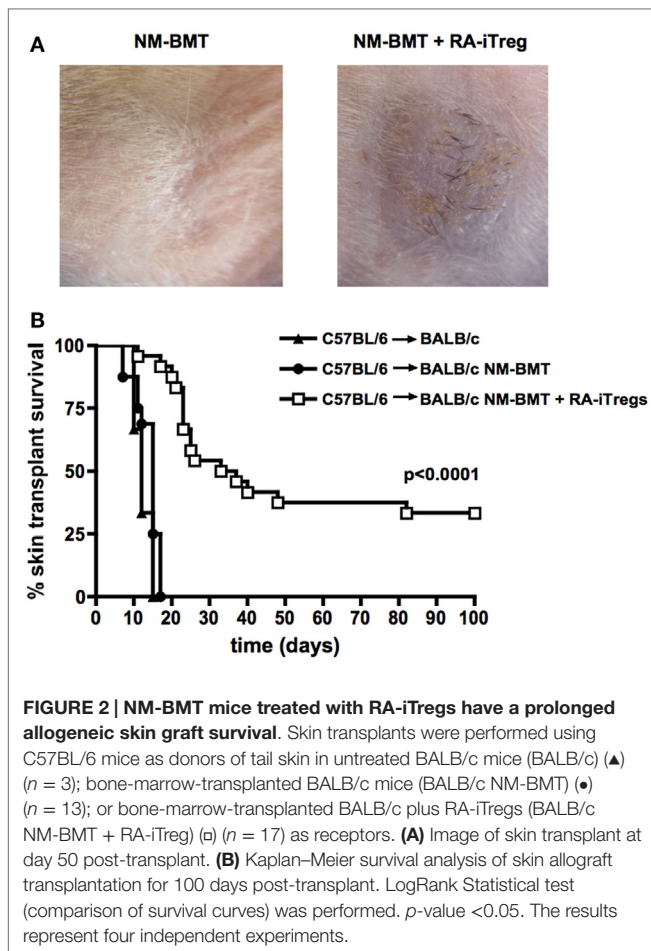 A
NM-BMT
NM-BMT + RA-iTreg
B
C57BL/6 → BALB/c
C57BL/6 → BALB/c NM-BMT
C57BL/6 → BALB/c NM-BMT + RA-iTregs
p<0.0001
% skin transplant survival
100
75
50
25
0
0 10 20 30 40 50 60 70 80 90 100
time (days)
FIGURE 2 | NM-BMT mice treated with RA-iTregs have a prolonged
allogeneic skin graft survival. Skin transplants were performed using
C57BL/6 mice as donors of tail skin in untreated BALB/c mice (BALB/c) (▲)
(n = 3); bone-marrow-transplanted BALB/c mice (BALB/c NM-BMT) (●)
(n = 13); or bone-marrow-transplanted BALB/c plus RA-iTregs (BALB/c
NM-BMT + RA-iTreg) (□) (n = 17) as receptors. (A) Image of skin transplant at
day 50 post-transplant. (B) Kaplan–Meier survival analysis of skin allograft
transplantation for 100 days post-transplant. LogRank Statistical test
(comparison of survival curves) was performed. p-value <0.05. The results
represent four independent experiments.